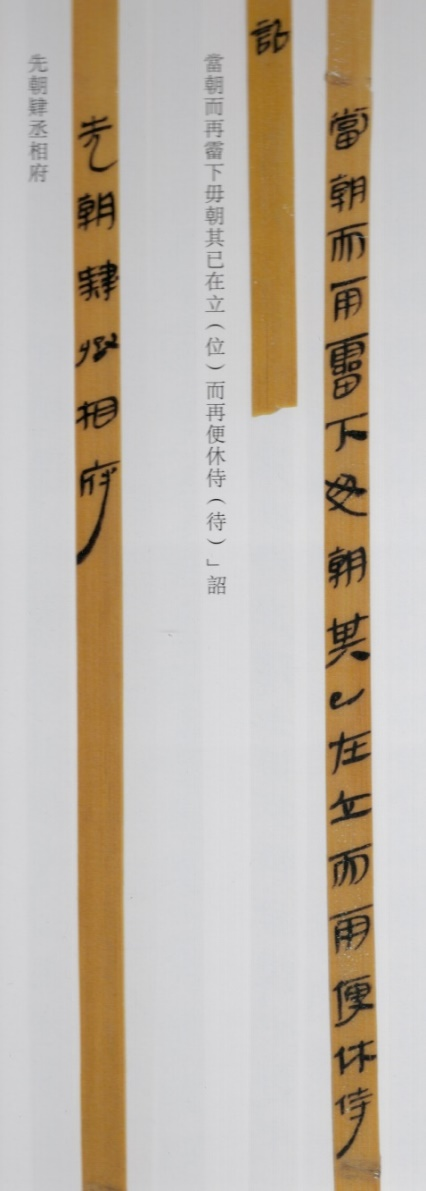 當朝而再霤下毋朝其已在立而再便休侍
詔
當朝而再霤下毋朝其已在立（位）而再便休侍（待）」詔
先朝肄丞相府
先朝肄丞相府